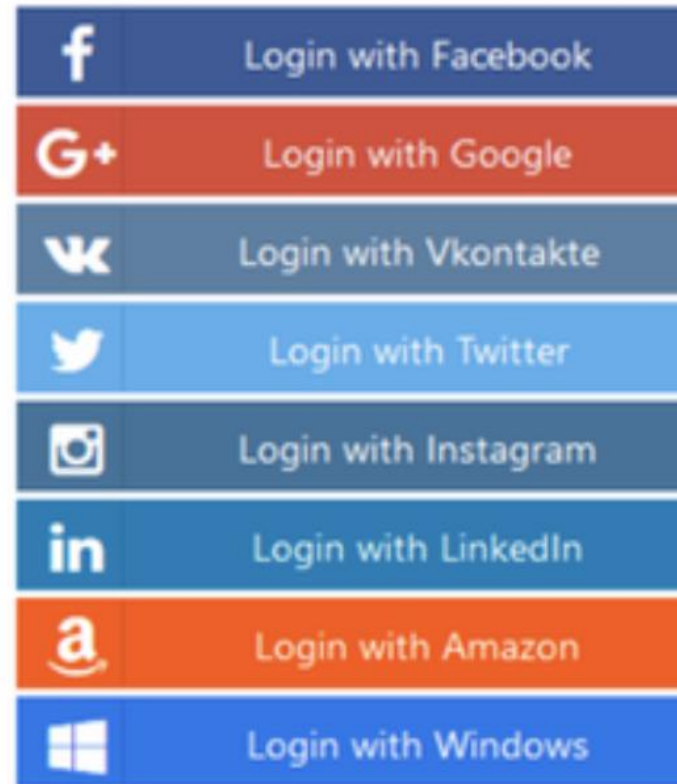 f Login with Facebook
G+ Login with Google
Login with Vkontakte
Login with Twitter
Login with Instagram
in Login with LinkedIn
a Login with Amazon
Login with Windows